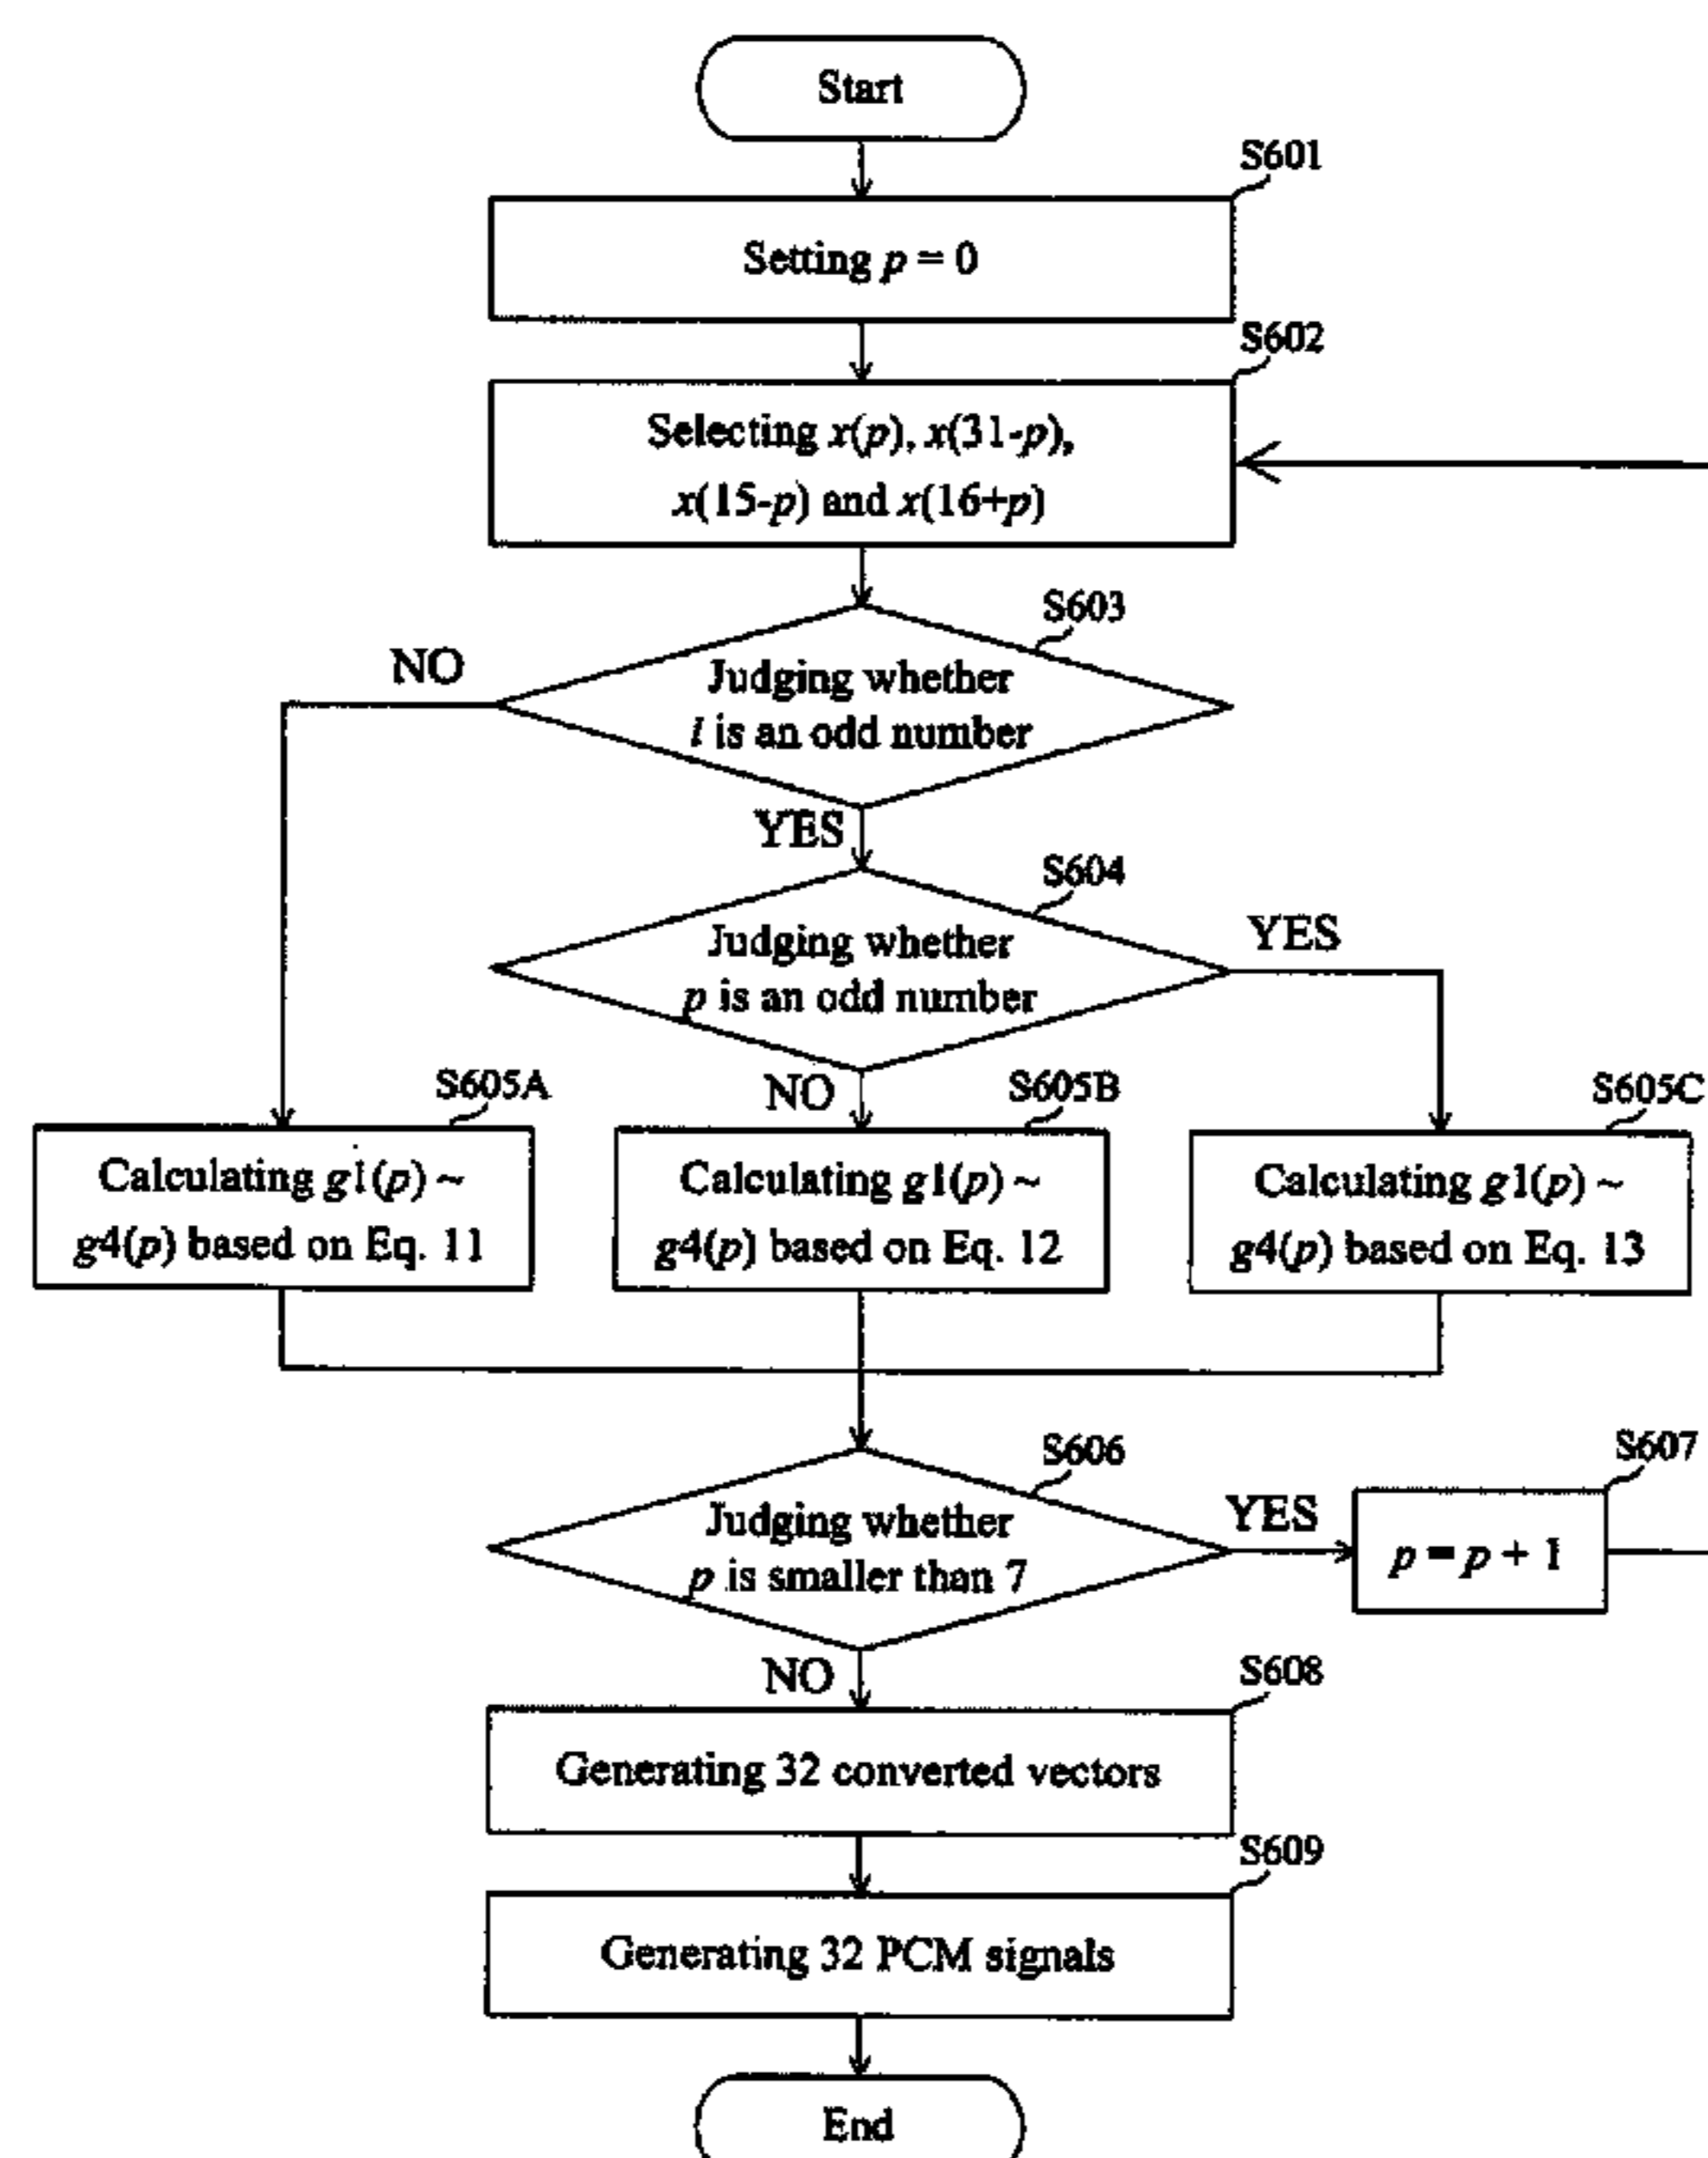 Start
S601
Setting p = 0
S602
Selecting x(p), x(31-p),
x(15-p) and x(16+p)
S603
NO
Judging whether
i is an odd number
YES
S604
Judging whether
p is an odd number
YES
NO
S605A
S605B
S605C
Calculating g1(p) ~
g4(p) based on Eq. 11
Calculating g1(p) ~
g4(p) based on Eq. 12
Calculating g1(p) ~
g4(p) based on Eq. 13
S606
S607
Judging whether
p is smaller than 7
YES
p = p + 1
NO
S608
Generating 32 converted vectors
S609
Generating 32 PCM signals
End